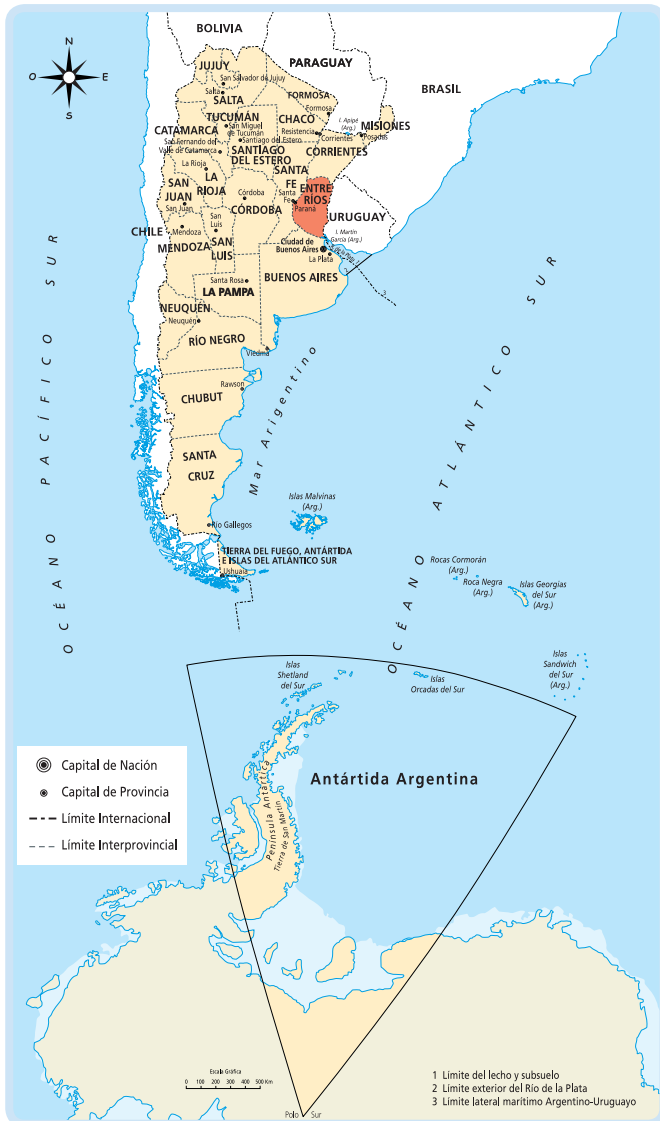 BOLIVIA
N
O
E
S
PARAGUAY
BRASIL
JUJUY
San Salvador de Jujuy
Salta
SALTA
FORMOSA
Formosa
TUCUMÁN
San Miguel
de Tucumán
CHACO
I. Apipé
(Arg.)
MISIONES
Posadas
CATAMARCA
San Fernando del
Valle de Catamarca
Santiago del Estero
SANTIAGO
DEL ESTERO
Resistencia
Corrientes
CORRIENTES
La Rioja
LA
RIOJA
SANTA
FE
Santa
Fe
ENTRE
RÍOS
Paraná
SAN
JUAN
San Juan
Córdoba
CÓRDOBA
URUGUAY
CHILE
Mendoza
MENDOZA
San
Luis
SAN
LUIS
I. Martín
García (Arg.)
Ciudad de
Buenos Aires
La Plata
BUENOS AIRES
1
2
3
Santa Rosa
LA PAMPA
NEUQUÉN
Neuquén
RÍO NEGRO
Viedma
Rawson
CHUBUT
SANTA
CRUZ
Río Gallegos
TIERRA DEL FUEGO, ANTÁRTIDA
E ISLAS DEL ATLÁNTICO SUR
Ushuaia
OCÉANO PACÍFICO SUR
Mar Arigentino
OCÉANO ATLÁNTICO SUR
Islas Malvinas
(Arg.)
Rocas Cormorán
(Arg.)
Roca Negra
(Arg.)
Islas Georgias
del Sur
(Arg.)
Islas
Sandwich
del Sur
(Arg.)
Islas
Shetland
del Sur
Islas
Orcadas del Sur
Antártida Argentina
Península Antártica
Tierra de San Martín
Capital de Nación
Capital de Provincia
Límite Internacional
Límite Interprovincial
Escala Gráfica
0 100 200 300 400 500 Km
Polo Sur
1 Límite del lecho y subsuelo
2 Límite exterior del Río de la Plata
3 Límite lateral marítimo Argentino-Uruguayo